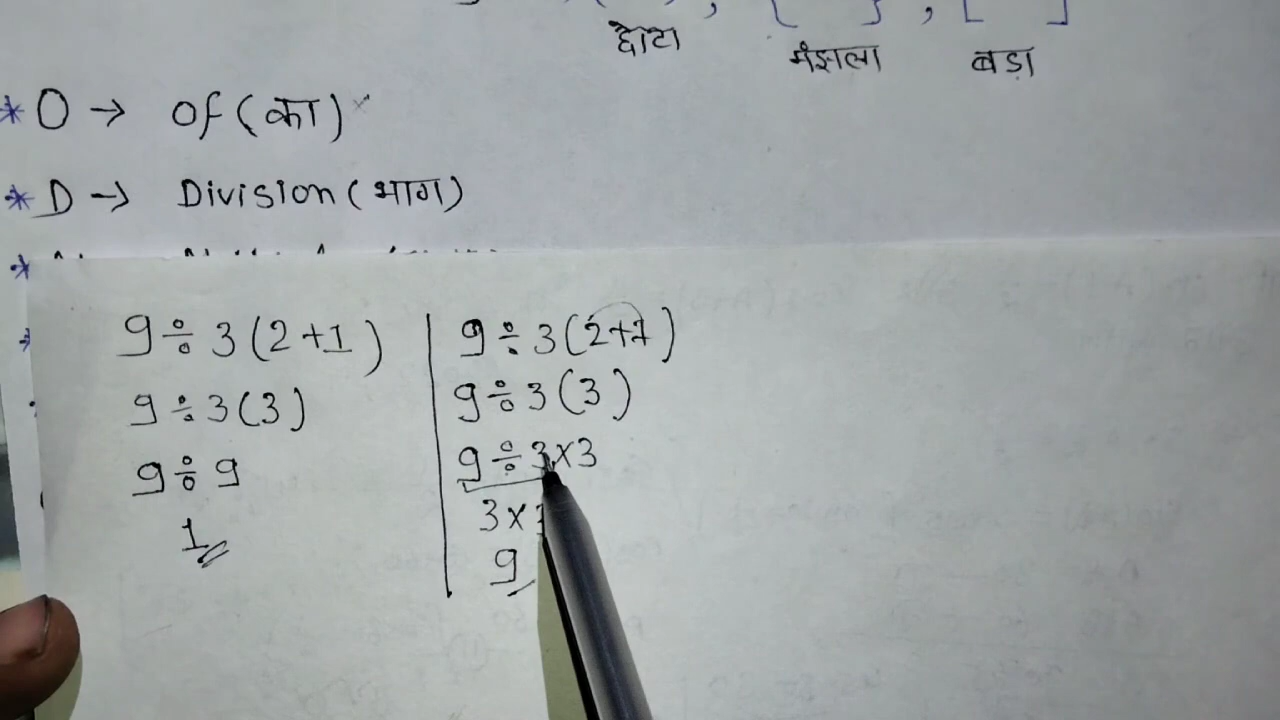 ( ) , { } , [ ]
छोटा मंझला बड़ा
* O → of (का)
* D → Division (भाग)
*
9 ÷ 3 (2+1)
9 ÷ 3 (3)
9 ÷ 9
1
9 ÷ 3 (2+1)
9 ÷ 3 (3)
9 ÷ 3 × 3
3 ×
9